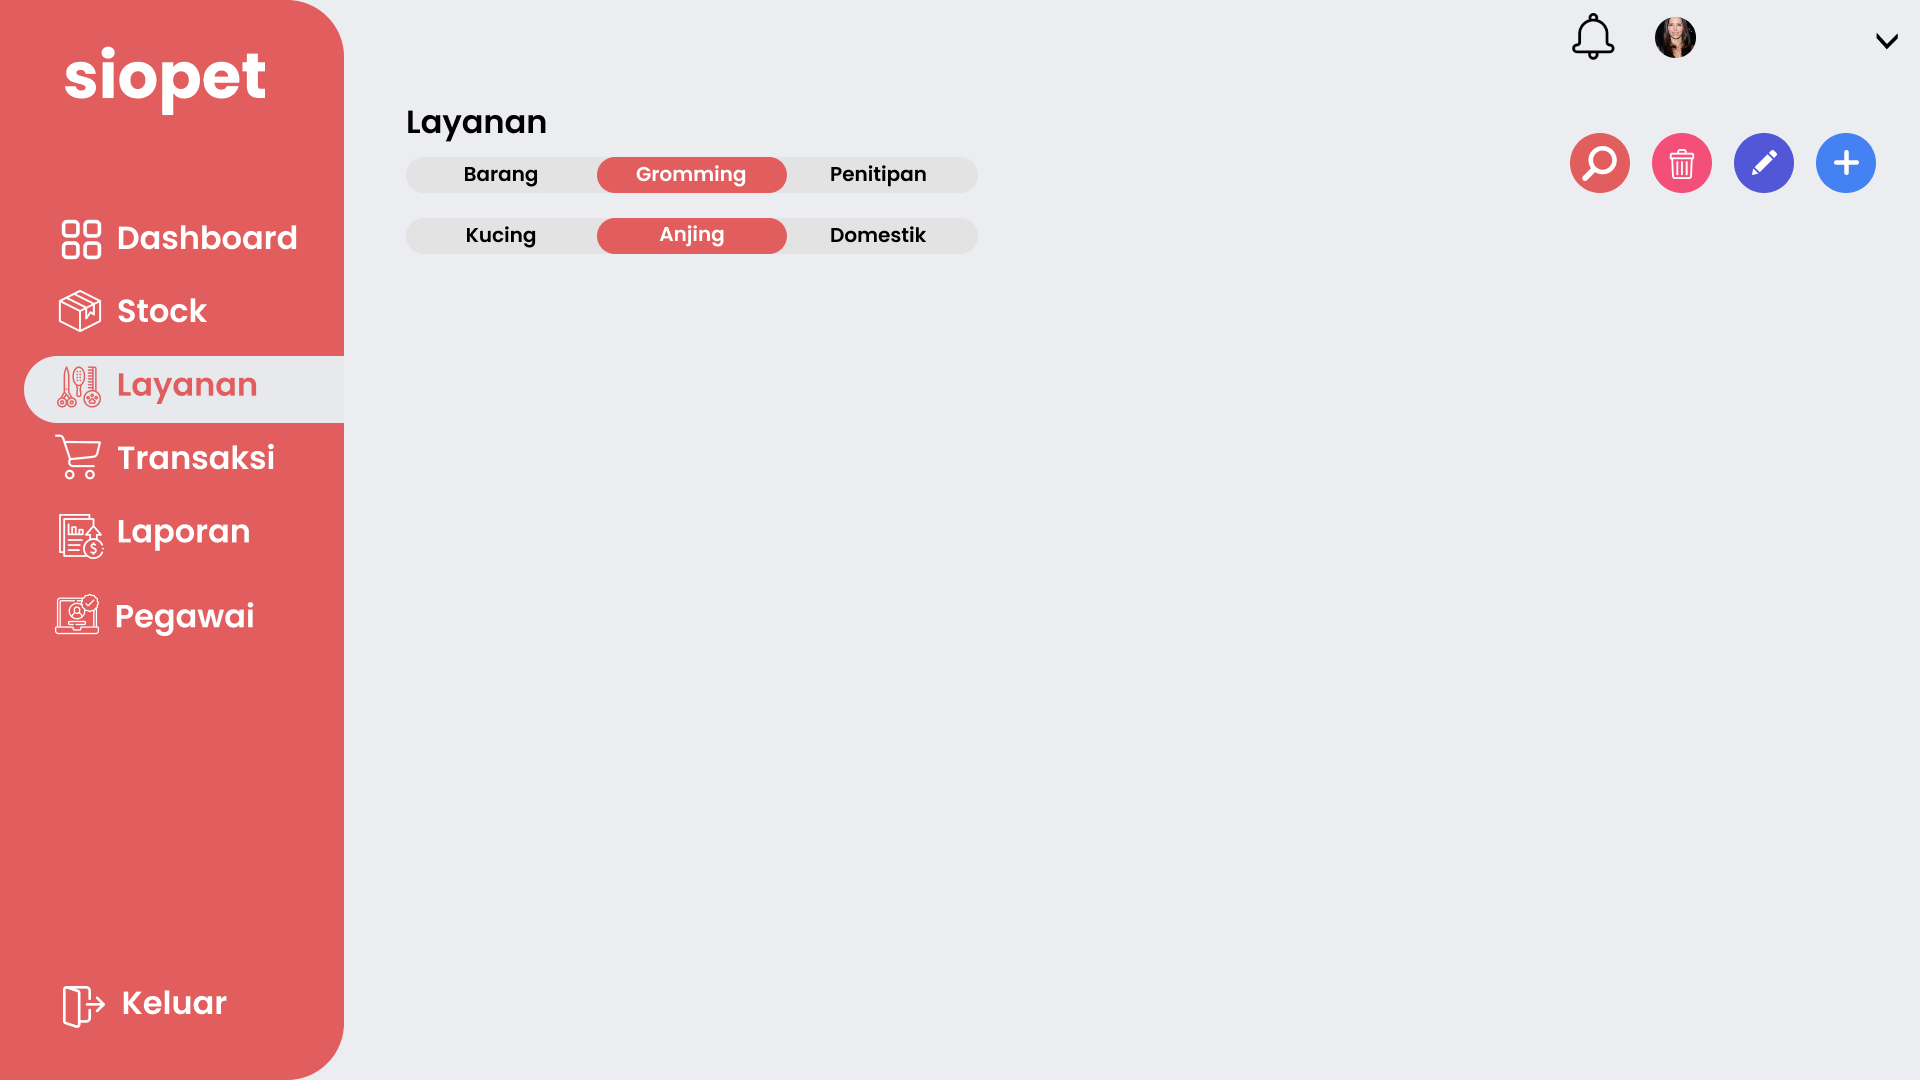 siopet
Dashboard
Stock
Layanan
Transaksi
Laporan
Pegawai
Keluar
Layanan
Barang Gromming Penitipan
Kucing Anjing Domestik